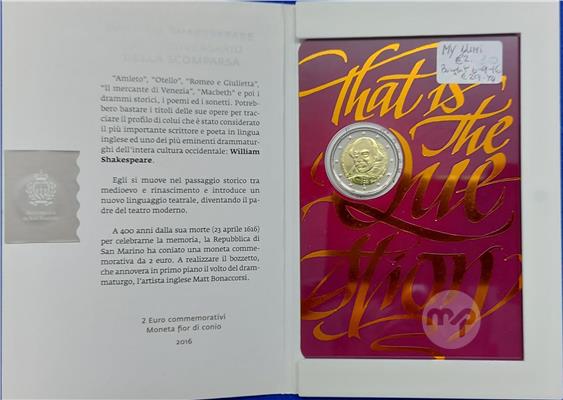 DELLA SCOMPARSA
"Amleto", "Otello", "Romeo e Giulietta",
"Il mercante di Venezia", "Macbeth" e poi i
drammi storici, i poemi ed i sonetti. Potreb-
bero bastare i titoli delle sue opere per trac-
ciare il profilo di colui che è stato considerato
il più importante scrittore e poeta in lingua
inglese ed uno dei più eminenti drammatur-
ghi dell'intera cultura occidentale: William
Shakespeare.
Egli si muove nel passaggio storico tra
medioevo e rinascimento e introduce un
nuovo linguaggio teatrale, diventando il pa-
dre del teatro moderno.
A 400 anni dalla sua morte (23 aprile 1616)
per celebrarne la memoria, la Repubblica di
San Marino ha coniato una moneta comme-
morativa da 2 euro. A realizzare il bozzetto,
che annovera in primo piano il volto del dram-
maturgo, l'artista inglese Matt Bonaccorsi.
2 Euro commemorativi
Moneta fior di conio
2016
My
€2.
That is
The
Que
stion
mp